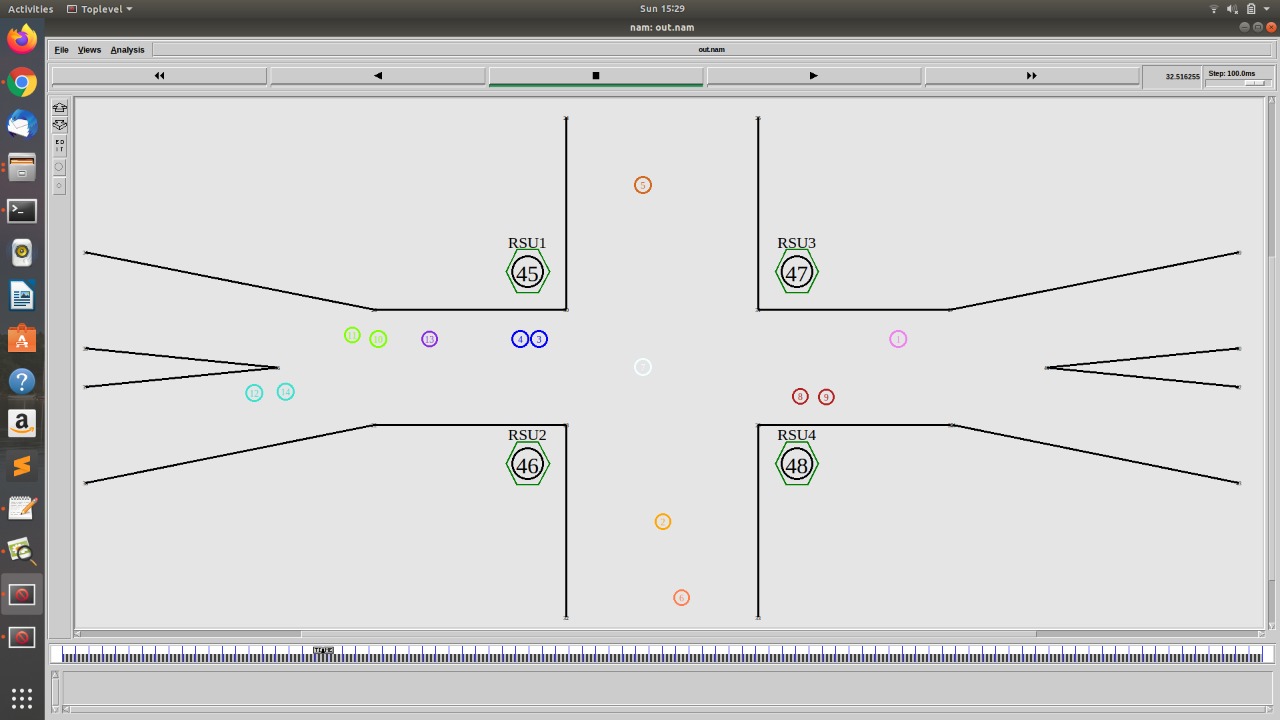 Activities Toplevel Sun 15:29
nam: out.nam
File Views Analysis out.nam
32.516255 Step: 100.0ms
5
RSU1 RSU3
45 47
11 10 13 4 3 1
7
12 14 8 9
RSU2 RSU4
46 48
2
6
TIME